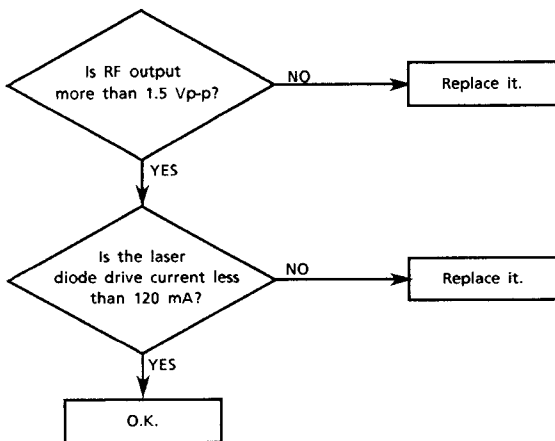 Is RF output
more than 1.5 Vp-p?
NO
Replace it.
YES
Is the laser
diode drive current less
than 120 mA?
NO
Replace it.
YES
O.K.